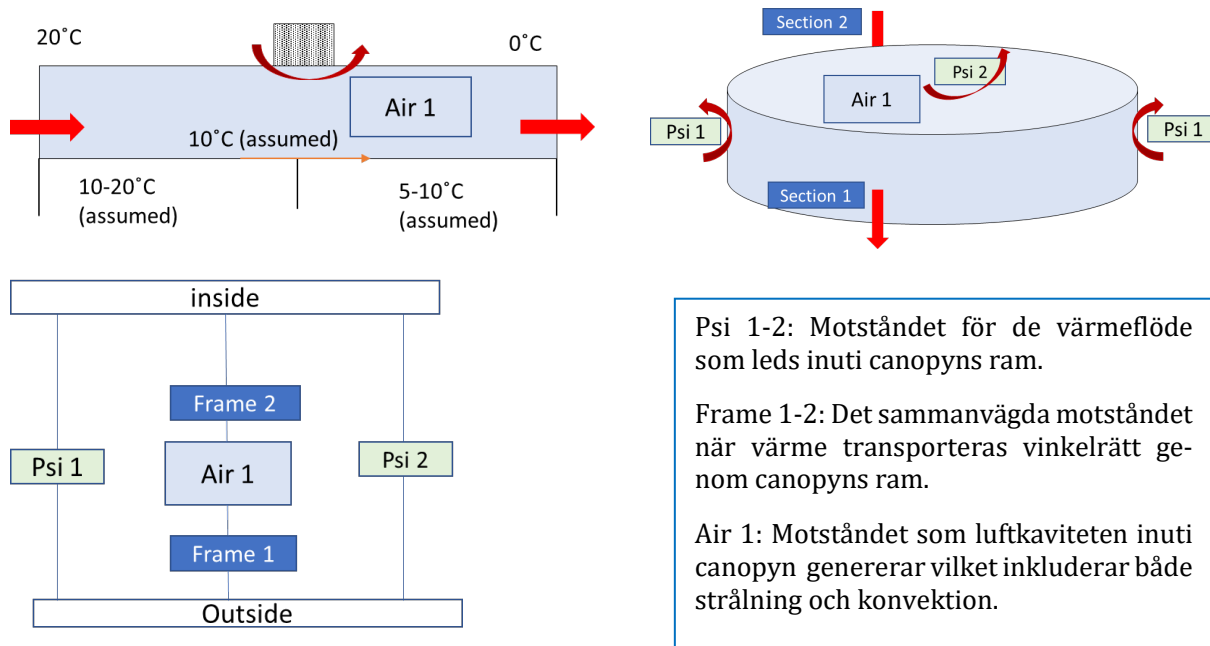 20˚C
0˚C
Air 1
10˚C (assumed)
10-20˚C
(assumed)
5-10˚C
(assumed)
Section 2
Psi 2
Air 1
Psi 1
Psi 1
Section 1
inside
Frame 2
Psi 1
Air 1
Psi 2
Frame 1
Outside
Psi 1-2: Motståndet för de värmeflöde
som leds inuti canopyns ram.
Frame 1-2: Det sammanvägda motståndet
när värme transporteras vinkelrätt ge-
nom canopyns ram.
Air 1: Motståndet som luftkaviteten inuti
canopyn genererar vilket inkluderar både
strålning och konvektion.